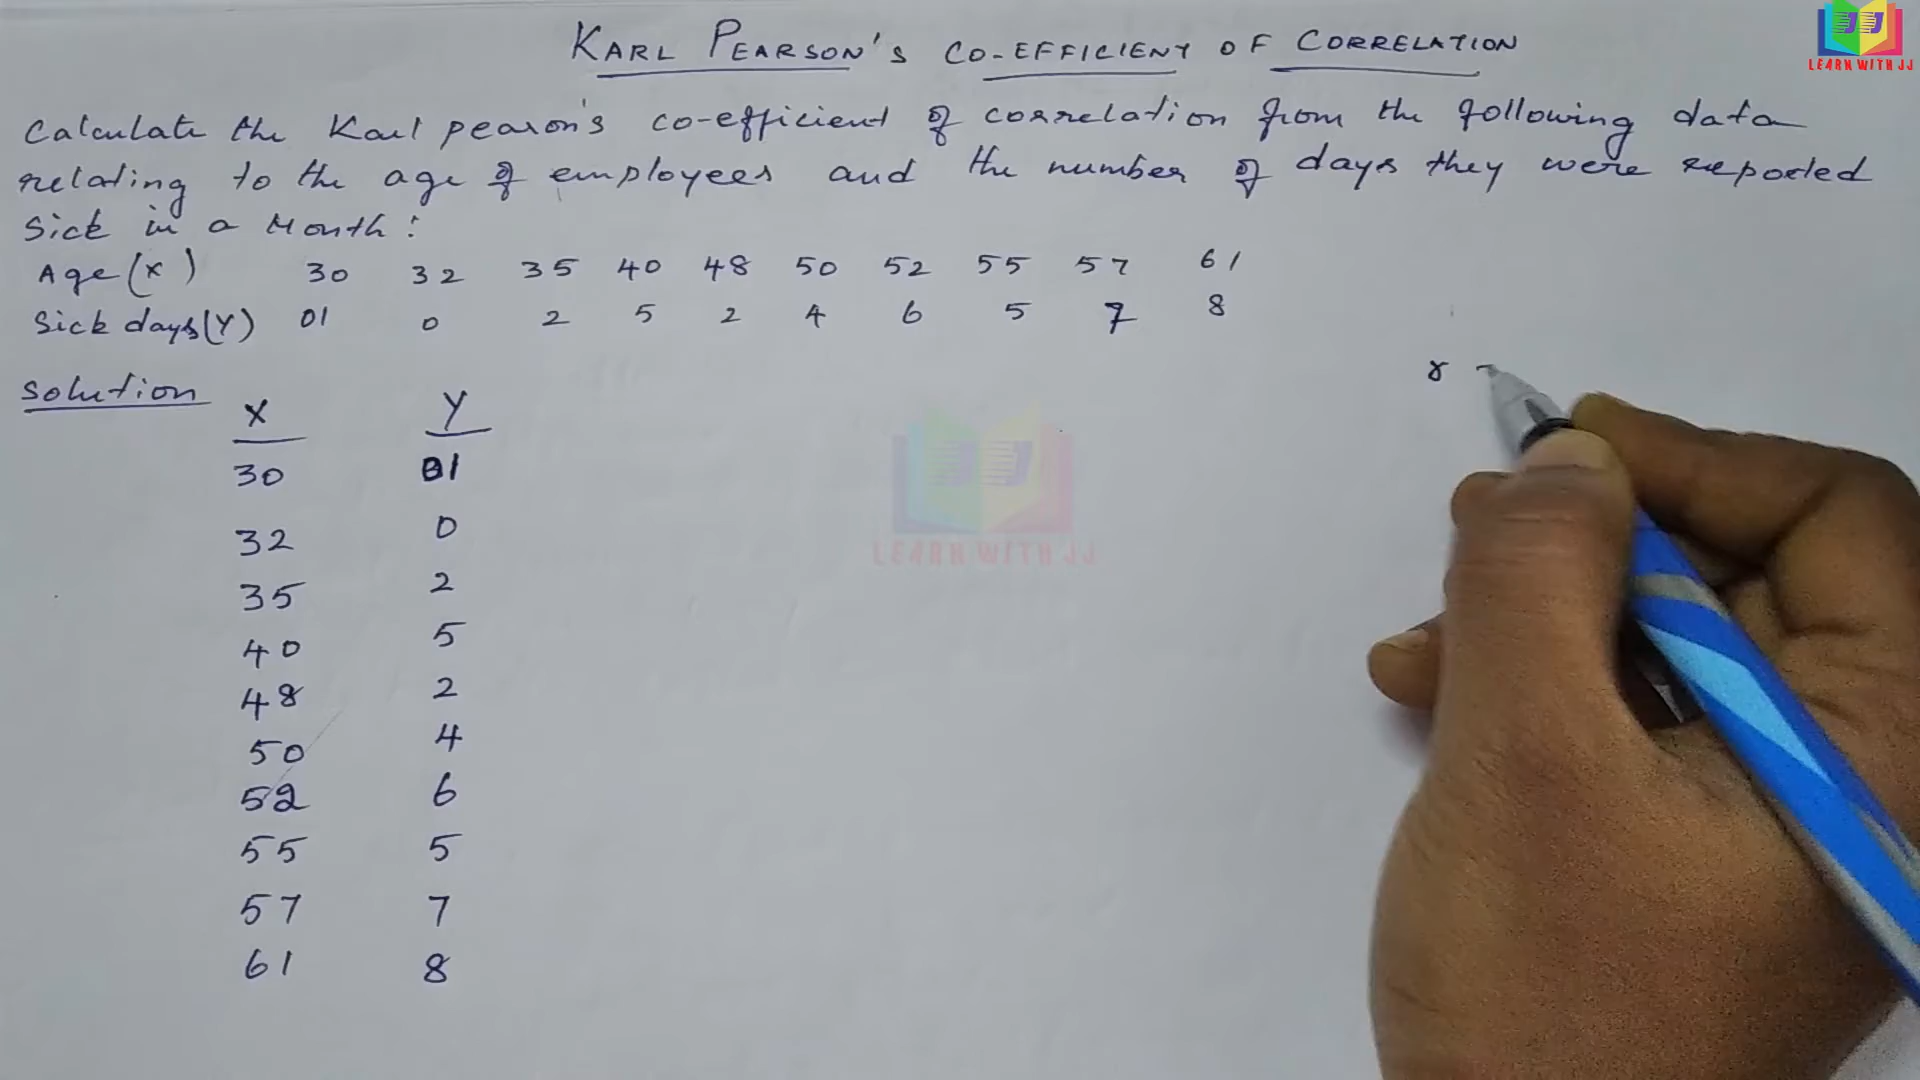 KARL PEARSON'S CO-EFFICIENT OF CORRELATION
LEARN WITH JJ
Calculate the Karl pearon's co-efficient of correlation from the following data
relating to the age of employees and the number of days they were reported
Sick in a Month:
Age (X) 30 32 35 40 48 50 52 55 57 61
Sick days (Y) 01 0 2 5 2 4 6 5 7 8
Solution
X Y
30 01
32 0
35 2
40 5
48 2
50 4
52 6
55 5
57 7
61 8
r -
LEARN WITH JJ